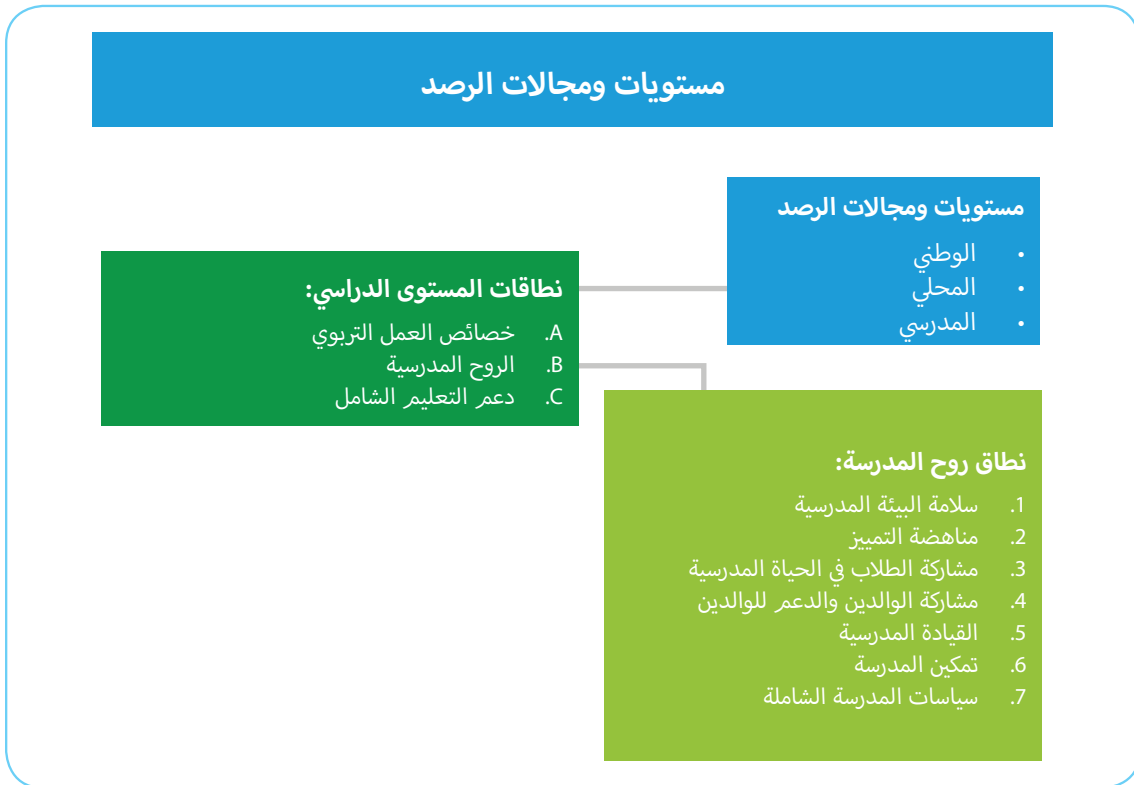 مستويات ومجالات الرصد
مستويات ومجالات الرصد
• الوطني
• المحلي
• المدرسي
نطاقات المستوى الدراسي:
A. خصائص العمل التربوي
B. الروح المدرسية
C. دعم التعليم الشامل
نطاق روح المدرسة:
1. سلامة البيئة المدرسية
2. مناهضة التمييز
3. مشاركة الطلاب في الحياة المدرسية
4. مشاركة الوالدين والدعم للوالدين
5. القيادة المدرسية
6. تمكين المدرسة
7. سياسات المدرسة الشاملة